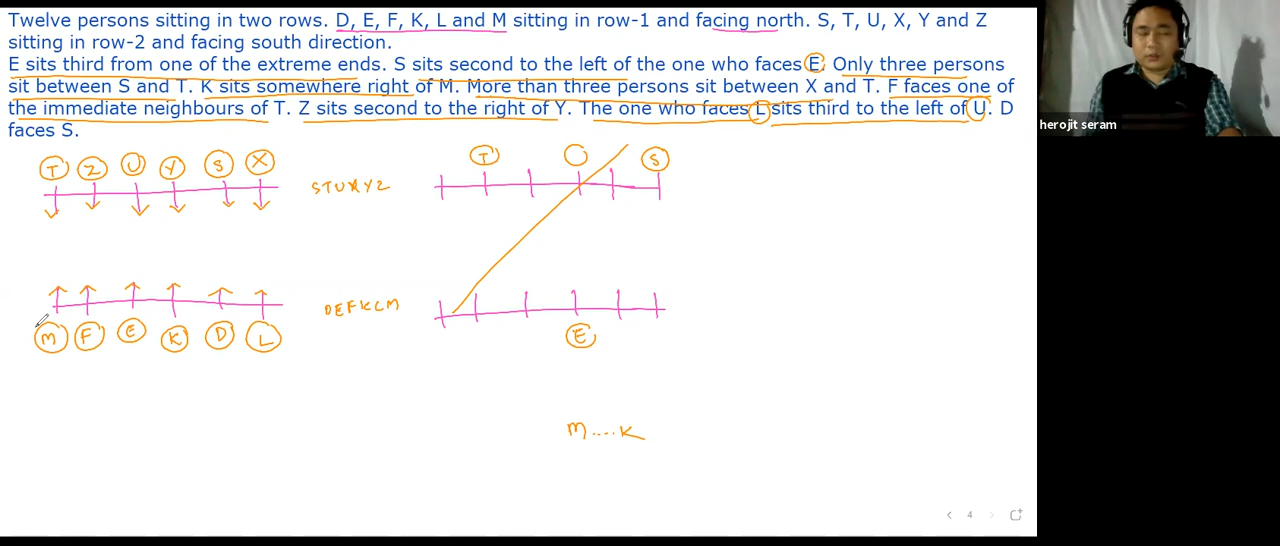 Twelve persons sitting in two rows. D, E, F, K, L and M sitting in row-1 and facing north. S, T, U, X, Y and Z
sitting in row-2 and facing south direction.
E sits third from one of the extreme ends. S sits second to the left of the one who faces E. Only three persons
sit between S and T. K sits somewhere right of M. More than three persons sit between X and T. F faces one of
the immediate neighbours of T. Z sits second to the right of Y. The one who faces L sits third to the left of U. D
faces S.
herojit seram
T Z U Y S X
STUXYZ
T S
M F E K D L
DEFKLM
E
M....K
4